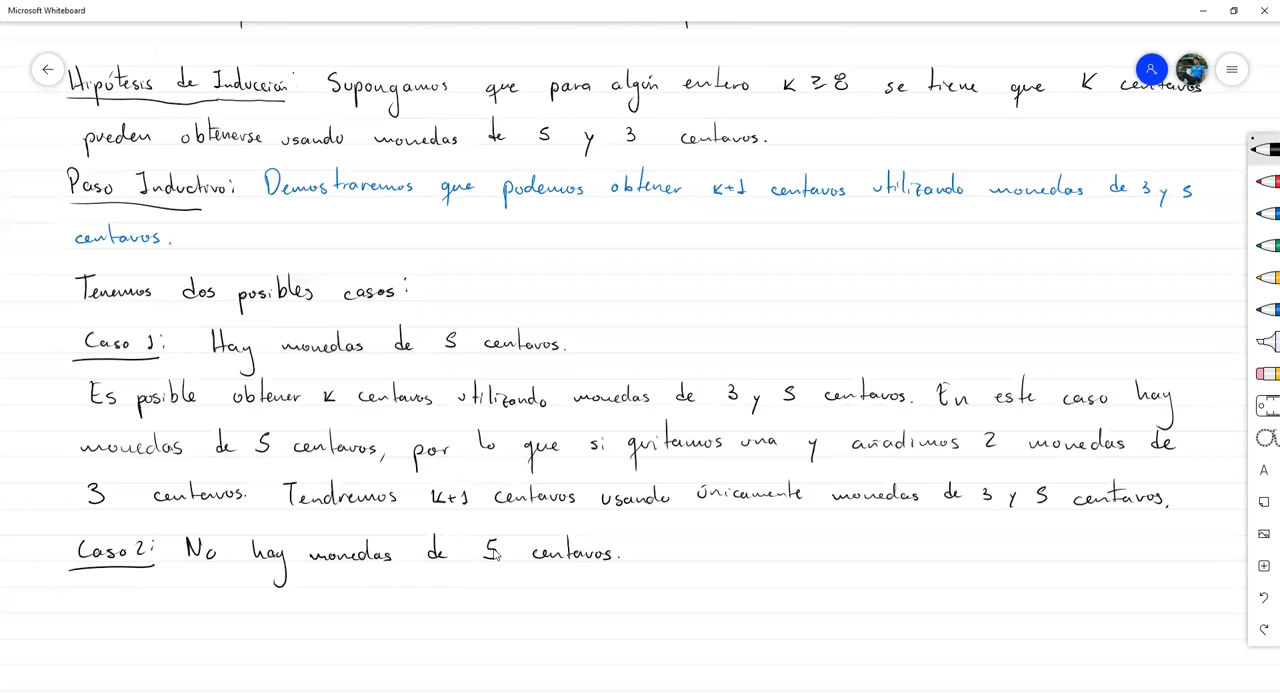 Microsoft Whiteboard
Hipótesis de Inducción: Supongamos que para algún entero K ≥ 8 se tiene que K centavos
pueden obtenerse usando monedas de 5 y 3 centavos.
Paso Inductivo: Demostraremos que podemos obtener K+1 centavos utilizando monedas de 3 y 5
centavos.
Tenemos dos posibles casos:
Caso 1: Hay monedas de 5 centavos.
Es posible obtener K centavos utilizando monedas de 3 y 5 centavos. En este caso hay
monedas de 5 centavos, por lo que si quitamos una y añadimos 2 monedas de
3 centavos. Tendremos K+1 centavos usando únicamente monedas de 3 y 5 centavos.
Caso 2: No hay monedas de 5 centavos.